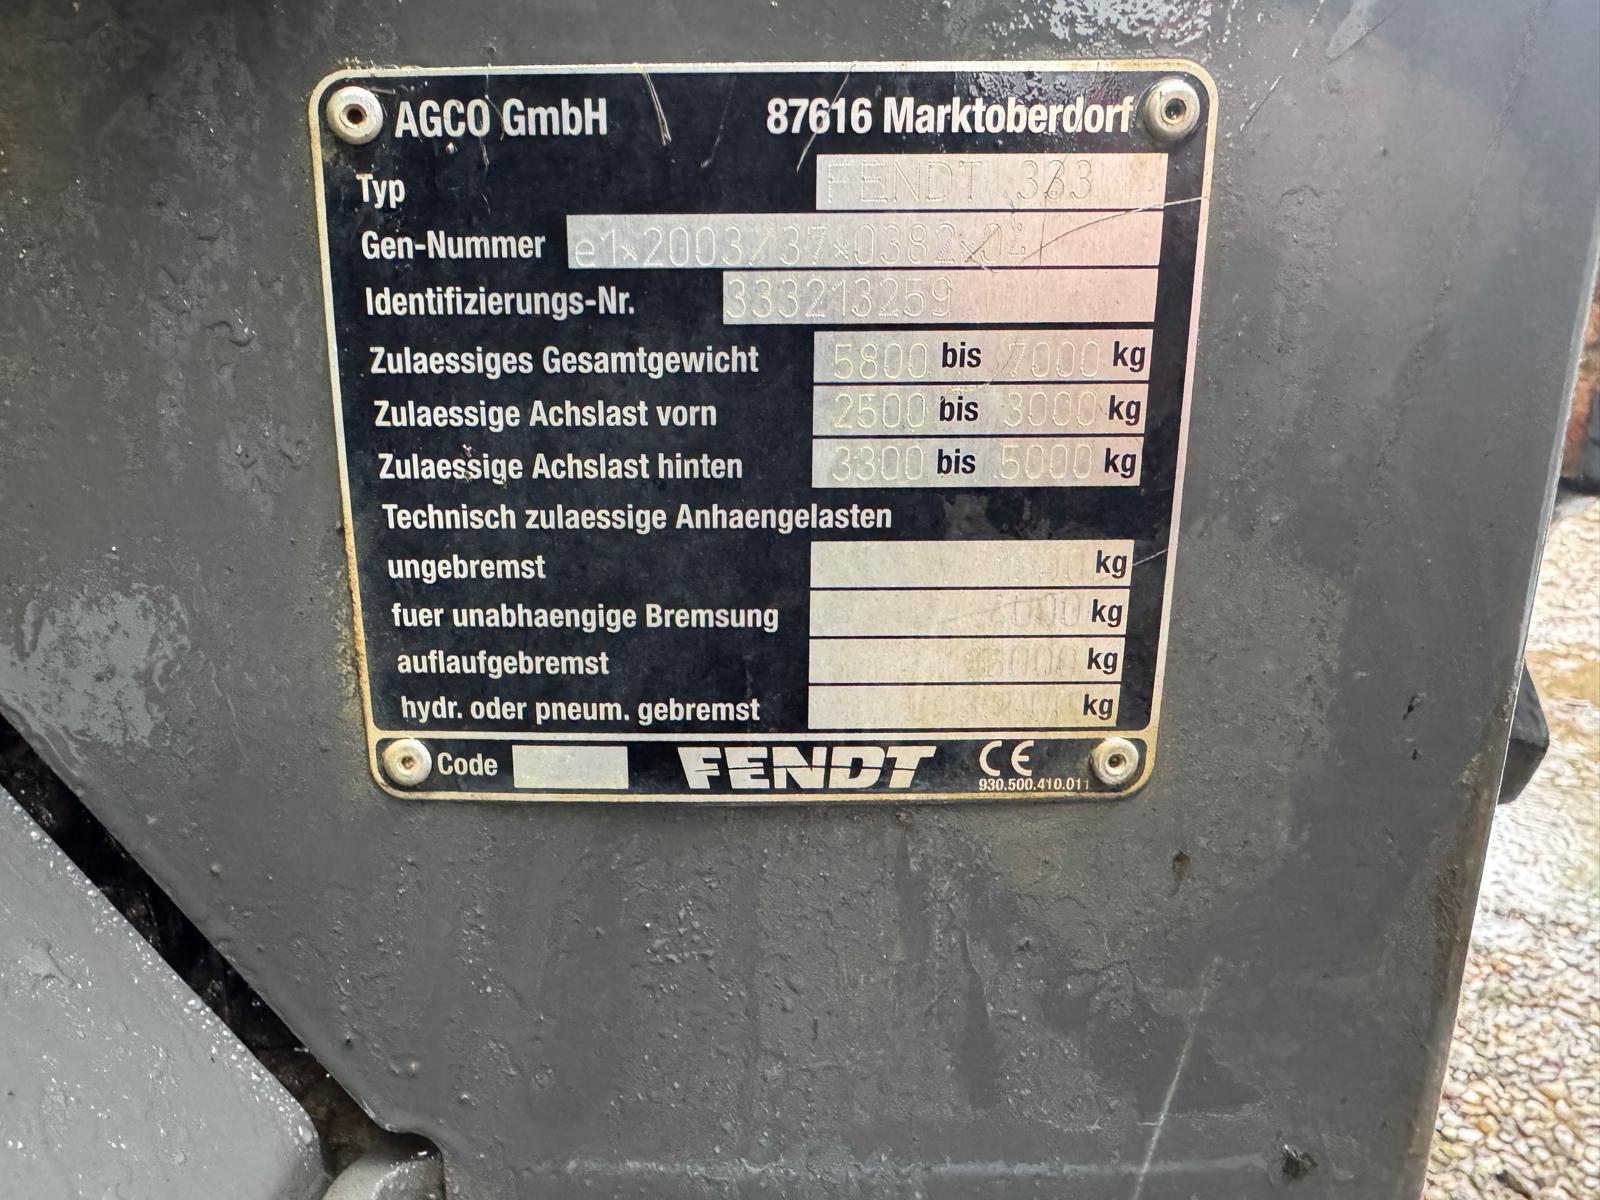 AGCO GmbH 87616 Marktoberdorf
Typ FENDT 333
Gen-Nummer e1*2003/37*0382*04
Identifizierungs-Nr. 333213259
Zulaessiges Gesamtgewicht 5800 bis 7000 kg
Zulaessige Achslast vorn 2500 bis 3000 kg
Zulaessige Achslast hinten 3300 bis 5000 kg
Technisch zulaessige Anhaengelasten
ungebremst kg
fuer unabhaengige Bremsung kg
auflaufgebremst kg
hydr. oder pneum. gebremst kg
Code FENDT CE
930.500.410.011